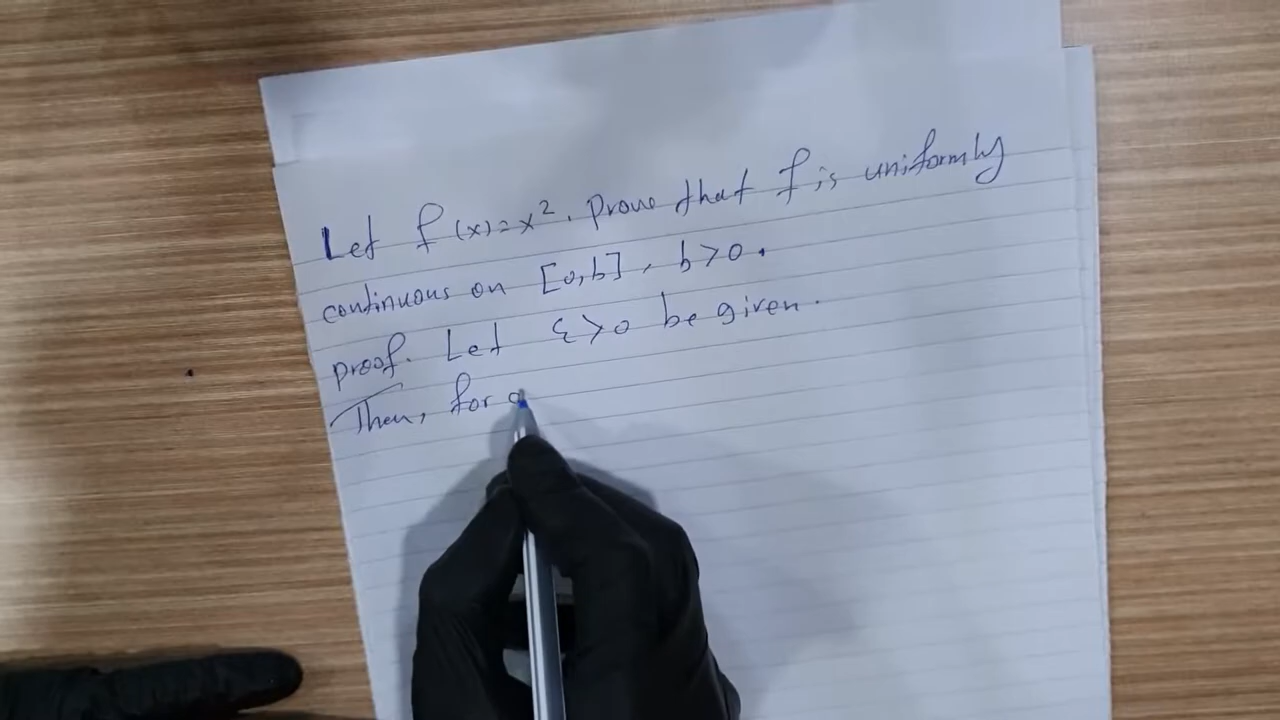 Let f(x)=x². Prove that f is uniformly
continuous on [0,b], b>0.
proof. Let ε>0 be given.
Then, for